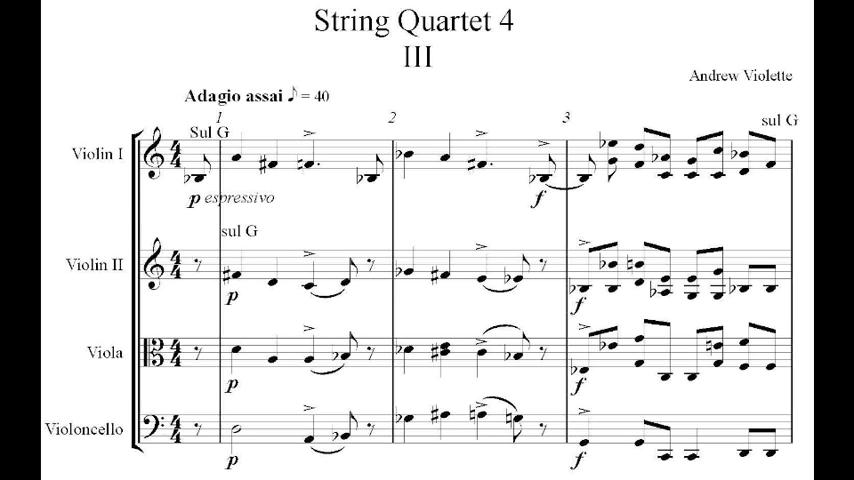 String Quartet 4
III
Andrew Violette
Adagio assai ♪ = 40
1
2
3
Sul G
sul G
Violin I
p espressivo
f
sul G
Violin II
p
f
Viola
p
f
Violoncello
p
f